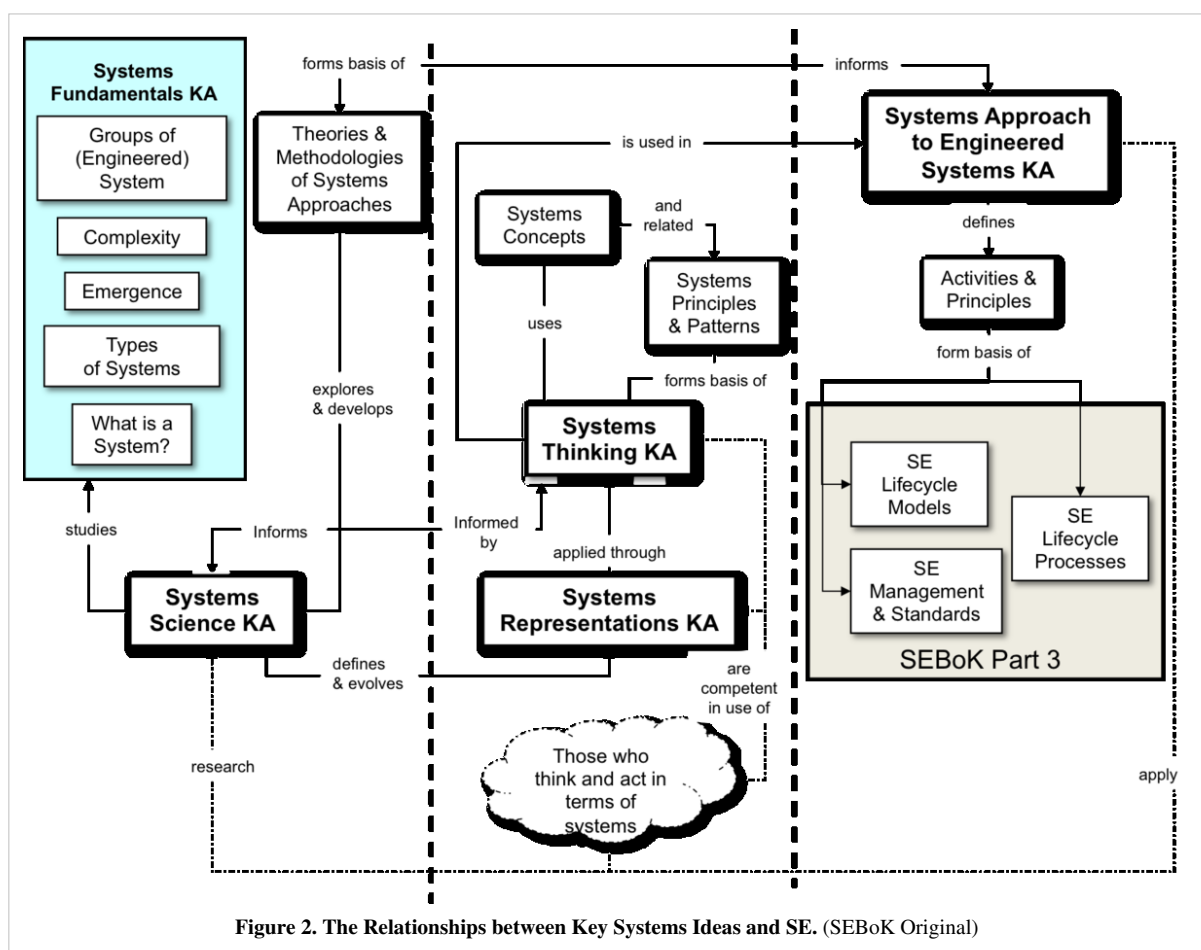 Systems
Fundamentals KA
Groups of
(Engineered)
System
Complexity
Emergence
Types
of Systems
What is a
System?
studies
forms basis of
Theories &
Methodologies
of Systems
Approaches
explores
& develops
Informs
Systems
Science KA
defines
& evolves
research
informs
is used in
Systems
Concepts
and
related
Systems
Principles
& Patterns
uses
forms basis of
Systems
Thinking KA
Informed
by
applied through
Systems
Representations KA
are
competent
in use of
Those who
think and act in
terms of
systems
Systems Approach
to Engineered
Systems KA
defines
Activities &
Principles
form basis of
SE
Lifecycle
Models
SE
Lifecycle
Processes
SE
Management
& Standards
SEBoK Part 3
apply
Figure 2. The Relationships between Key Systems Ideas and SE. (SEBoK Original)